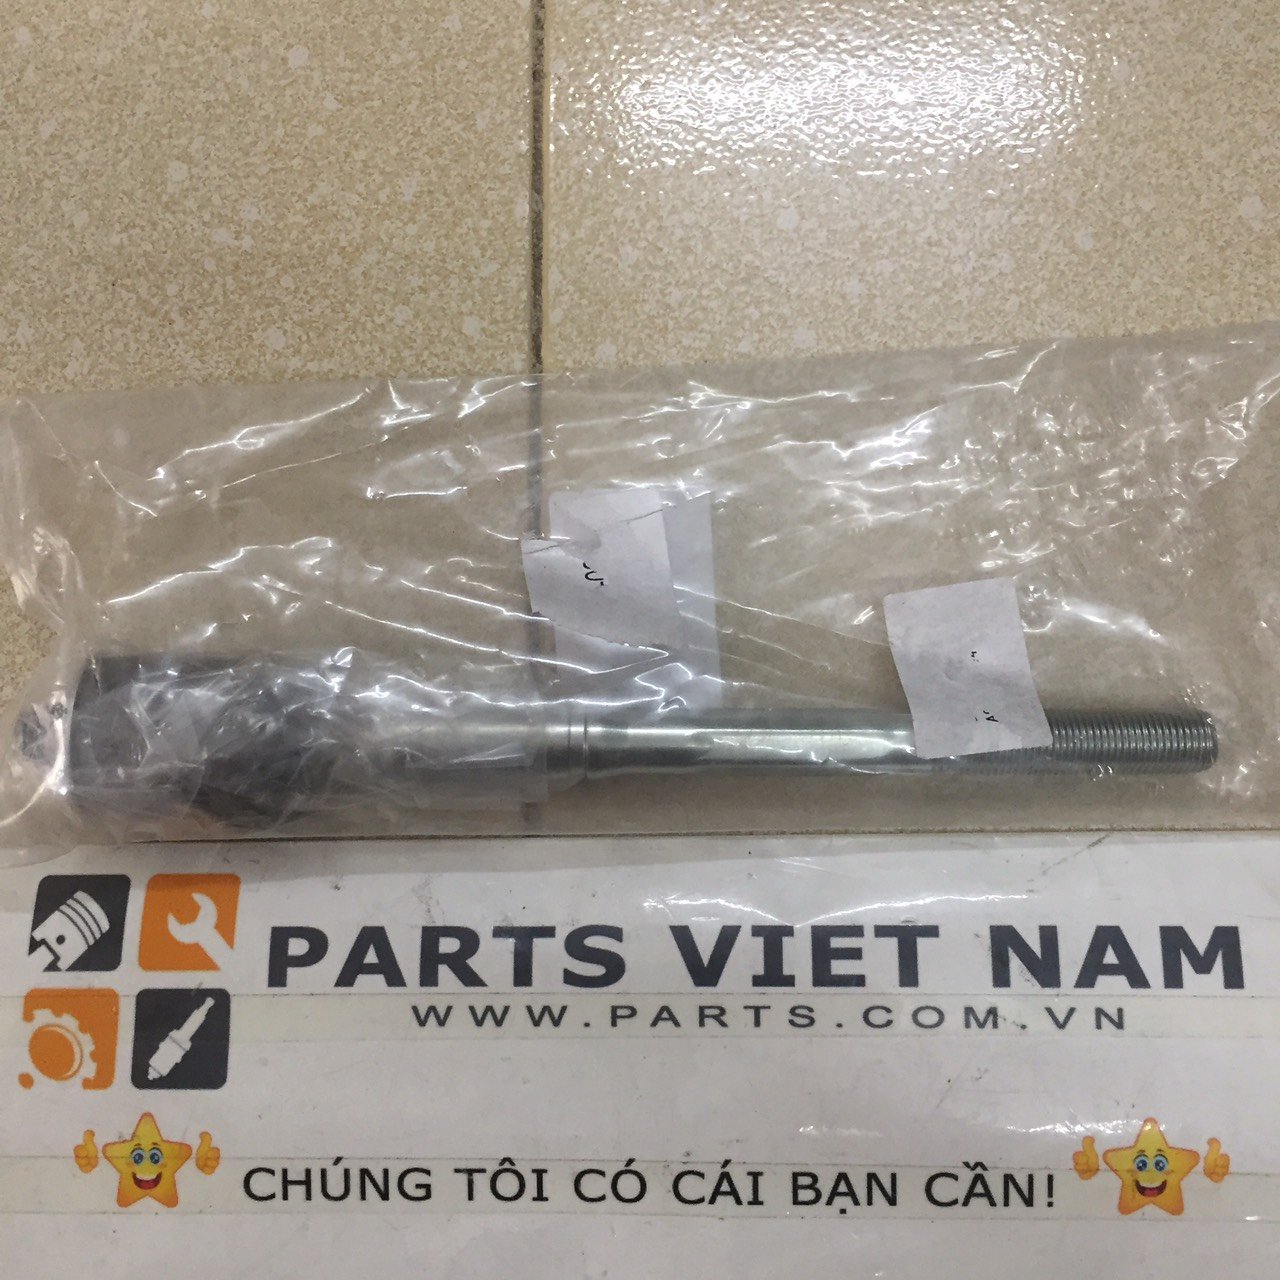 PARTS VIET NAM
WWW.PARTS.COM.VN
CHÚNG TÔI CÓ CÁI BẠN CẦN!